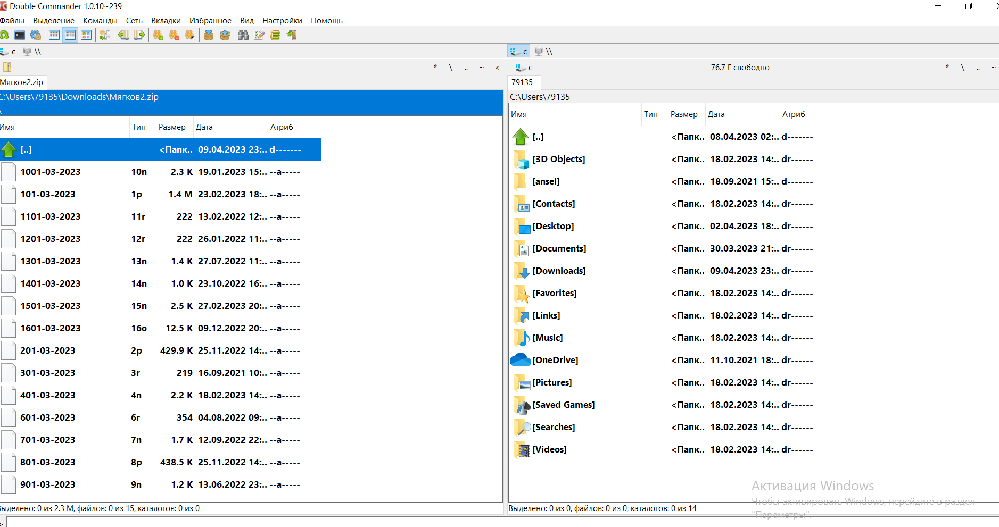 Double Commander 1.0.10~239
Файлы Выделение Команды Сеть Вкладки Избранное Вид Настройки Помощь
c \\ c \\
* \ .. ~ < c 76.7 Г свободно * \ .. ~
Мягков2.zip 79135
C:\Users\79135\Downloads\Мягков2.zip C:\Users\79135
\
Имя Тип Размер Дата Атриб
[..] <Папк.. 09.04.2023 23:.. d-------
1001-03-2023 10n 2.3 K 19.01.2023 15:.. --a-----
101-03-2023 1p 1.4 M 23.02.2023 18:.. --a-----
1101-03-2023 11r 222 13.02.2022 12:.. --a-----
1201-03-2023 12r 222 26.01.2022 11:.. --a-----
1301-03-2023 13n 1.4 K 27.07.2022 11:.. --a-----
1401-03-2023 14n 1.0 K 23.10.2022 16:.. --a-----
1501-03-2023 15n 2.5 K 27.02.2023 20:.. --a-----
1601-03-2023 16o 12.5 K 09.12.2022 20:.. --a-----
201-03-2023 2p 429.9 K 25.11.2022 14:.. --a-----
301-03-2023 3r 219 16.09.2021 10:.. --a-----
401-03-2023 4n 2.2 K 18.02.2023 14:.. --a-----
601-03-2023 6r 354 04.08.2022 09:.. --a-----
701-03-2023 7n 1.7 K 12.09.2022 22:.. --a-----
801-03-2023 8p 438.5 K 25.11.2022 14:.. --a-----
901-03-2023 9n 1.2 K 13.06.2022 23:.. --a-----
ыделено: 0 из 2.3 M, файлов: 0 из 15, каталогов: 0 из 0
>
Имя Тип Размер Дата Атриб
[..] <Папк.. 08.04.2023 02:.. d-------
[3D Objects] <Папк.. 18.02.2023 14:.. dr------
[ansel] <Папк.. 18.09.2021 15:.. d-------
[Contacts] <Папк.. 18.02.2023 14:.. dr------
[Desktop] <Папк.. 02.04.2023 18:.. dr------
[Documents] <Папк.. 30.03.2023 21:.. dr------
[Downloads] <Папк.. 09.04.2023 23:.. dr------
[Favorites] <Папк.. 18.02.2023 14:.. dr------
[Links] <Папк.. 18.02.2023 14:.. dr------
[Music] <Папк.. 18.02.2023 14:.. dr------
[OneDrive] <Папк.. 11.10.2021 18:.. dr------
[Pictures] <Папк.. 18.02.2023 14:.. dr------
[Saved Games] <Папк.. 18.02.2023 14:.. dr------
[Searches] <Папк.. 18.02.2023 14:.. dr------
[Videos] <Папк.. 18.02.2023 14:.. dr------
Выделено: 0 из 0, файлов: 0 из 0, каталогов: 0 из 14
Активация Windows
Чтобы активировать Windows, перейдите в раздел
"Параметры".